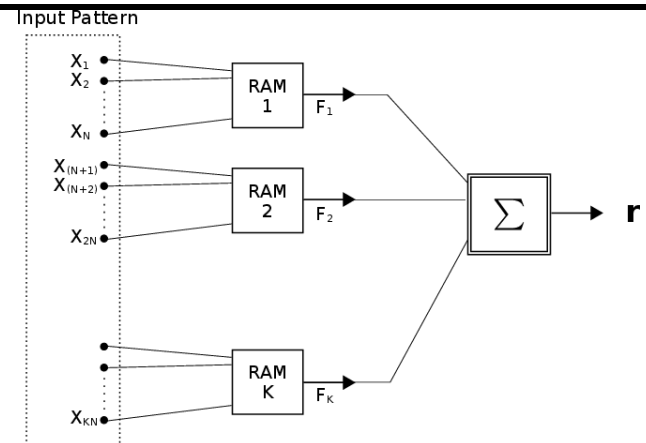 Input Pattern
X1
X2
XN
RAM
1
F1
X(N+1)
X(N+2)
X2N
RAM
2
F2
Σ
r
RAM
K
FK
XKN